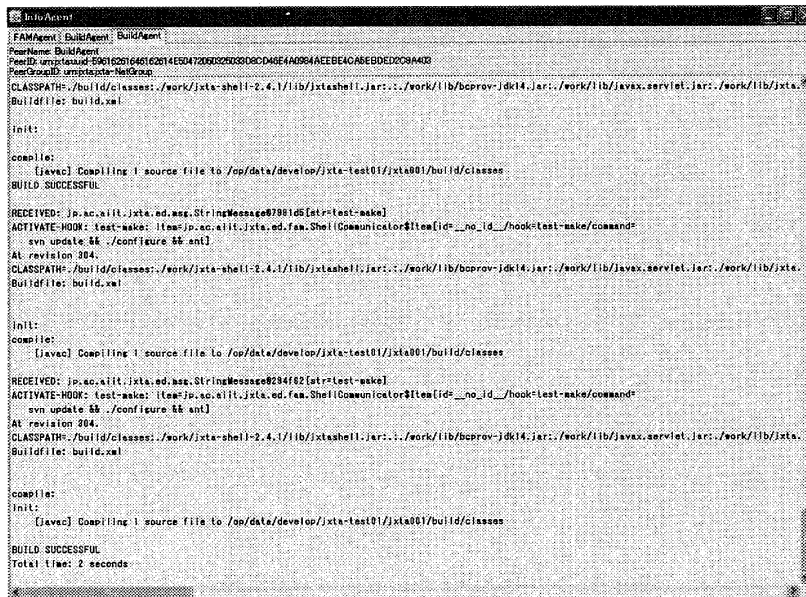 InfoAgent
FAMAgent BuildAgent BuildAgent
PeerName: BuildAgent
PeerID: urn:jxta:uuid-59616261646162614E50472050325033D8CD46E4A0984AEEBE4CA5EBDED2C9A403
PeerGroupID: urn:jxta:jxta-NetGroup
CLASSPATH=./build/classes:./work/jxta-shell-2.4.1/lib/jxtashell.jar:.:./work/lib/bcprov-jdk14.jar:./work/lib/javax.servlet.jar:./work/lib/jxta.
Buildfile: build.xml
init:
compile:
[javac] Compiling 1 source file to /op/data/develop/jxta-test01/jxta001/build/classes
BUILD SUCCESSFUL
RECEIVED: jp.ac.aiit.jxta.ed.msg.StringMessage@7981d5[str=test-make]
ACTIVATE-HOOK: test-make: item=jp.ac.aiit.jxta.ed.fam.ShellCommunicator$Item[id=__no_id__/hook=test-make/command=
svn update && ./configure && ant]
At revision 304.
CLASSPATH=./build/classes:./work/jxta-shell-2.4.1/lib/jxtashell.jar:.:./work/lib/bcprov-jdk14.jar:./work/lib/javax.servlet.jar:./work/lib/jxta.
Buildfile: build.xml
init:
compile:
[javac] Compiling 1 source file to /op/data/develop/jxta-test01/jxta001/build/classes
RECEIVED: jp.ac.aiit.jxta.ed.msg.StringMessage@294f62[str=test-make]
ACTIVATE-HOOK: test-make: item=jp.ac.aiit.jxta.ed.fam.ShellCommunicator$Item[id=__no_id__/hook=test-make/command=
svn update && ./configure && ant]
At revision 304.
CLASSPATH=./build/classes:./work/jxta-shell-2.4.1/lib/jxtashell.jar:.:./work/lib/bcprov-jdk14.jar:./work/lib/javax.servlet.jar:./work/lib/jxta.
Buildfile: build.xml
compile:
init:
[javac] Compiling 1 source file to /op/data/develop/jxta-test01/jxta001/build/classes
BUILD SUCCESSFUL
Total time: 2 seconds